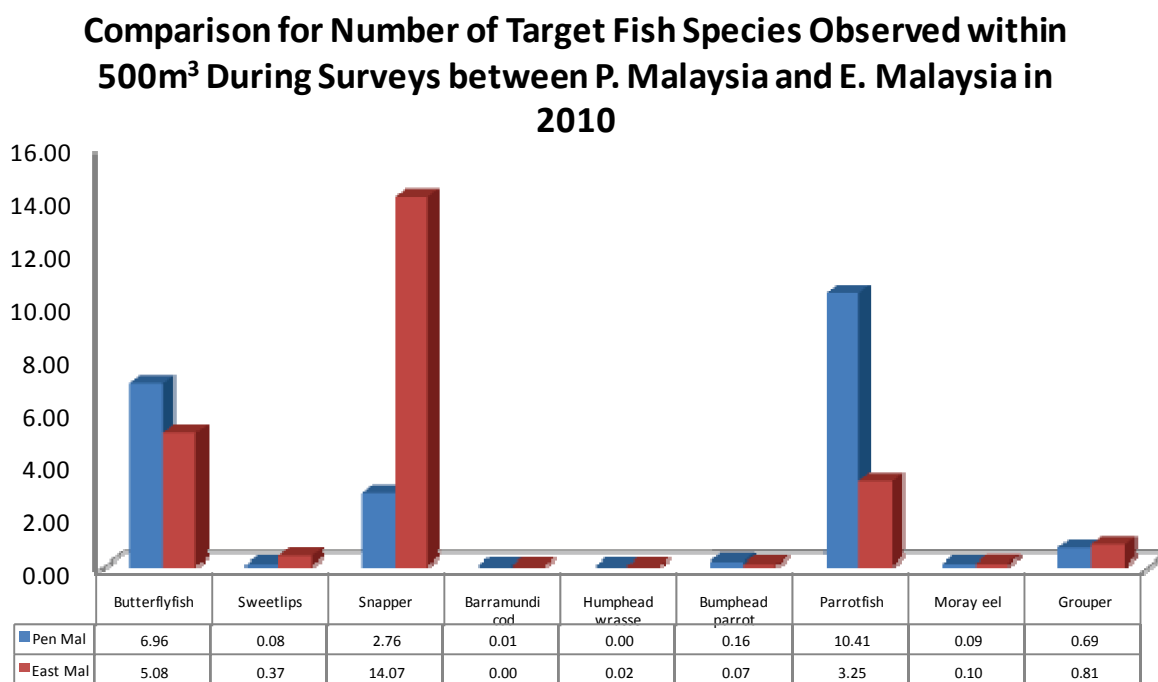 Comparison for Number of Target Fish Species Observed within
500m³ During Surveys between P. Malaysia and E. Malaysia in
2010
16.00
14.00
12.00
10.00
8.00
6.00
4.00
2.00
0.00
Butterflyfish Sweetlips Snapper Barramundi cod Humphead wrasse Bumphead parrot Parrotfish Moray eel Grouper
Pen Mal 6.96 0.08 2.76 0.01 0.00 0.16 10.41 0.09 0.69
East Mal 5.08 0.37 14.07 0.00 0.02 0.07 3.25 0.10 0.81